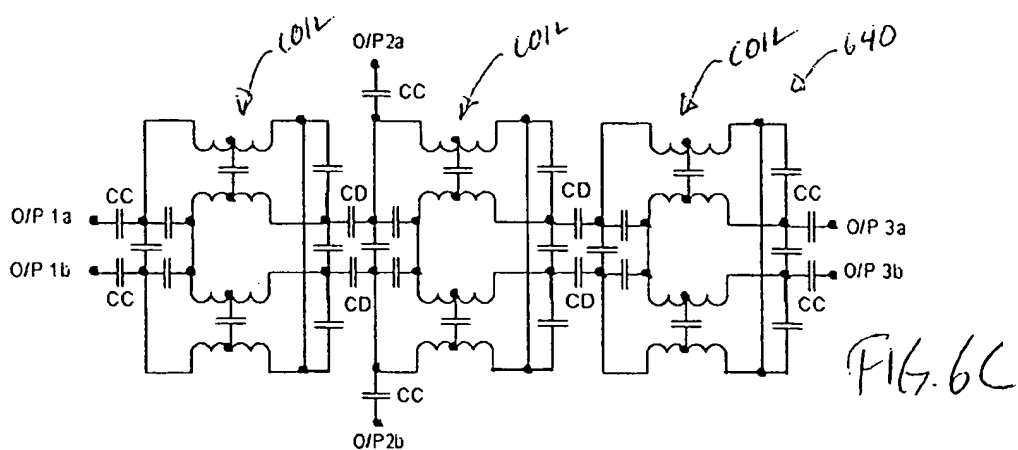 COIL
O/P2a
COIL
COIL
640
CC
CC
CD
CD
CC
O/P 1a
O/P 3a
O/P 1b
O/P 3b
CC
CD
CD
CC
CC
O/P2b
FIG. 6C